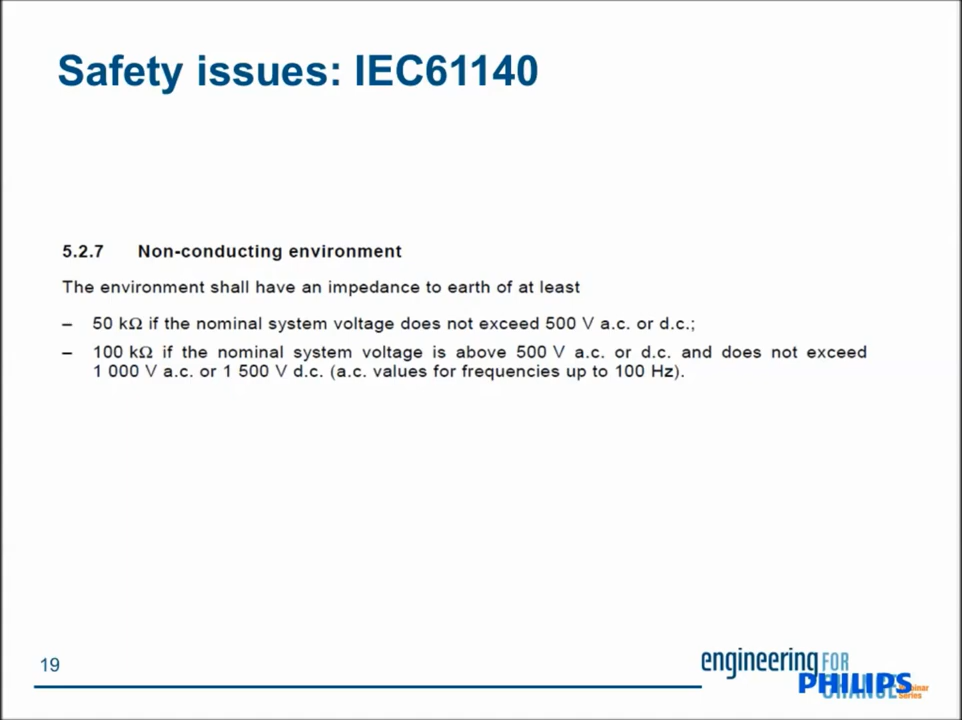 Safety issues: IEC61140
5.2.7 Non-conducting environment
The environment shall have an impedance to earth of at least
– 50 kΩ if the nominal system voltage does not exceed 500 V a.c. or d.c.;
– 100 kΩ if the nominal system voltage is above 500 V a.c. or d.c. and does not exceed
1 000 V a.c. or 1 500 V d.c. (a.c. values for frequencies up to 100 Hz).
19
engineering FOR
PHILIPS
Series